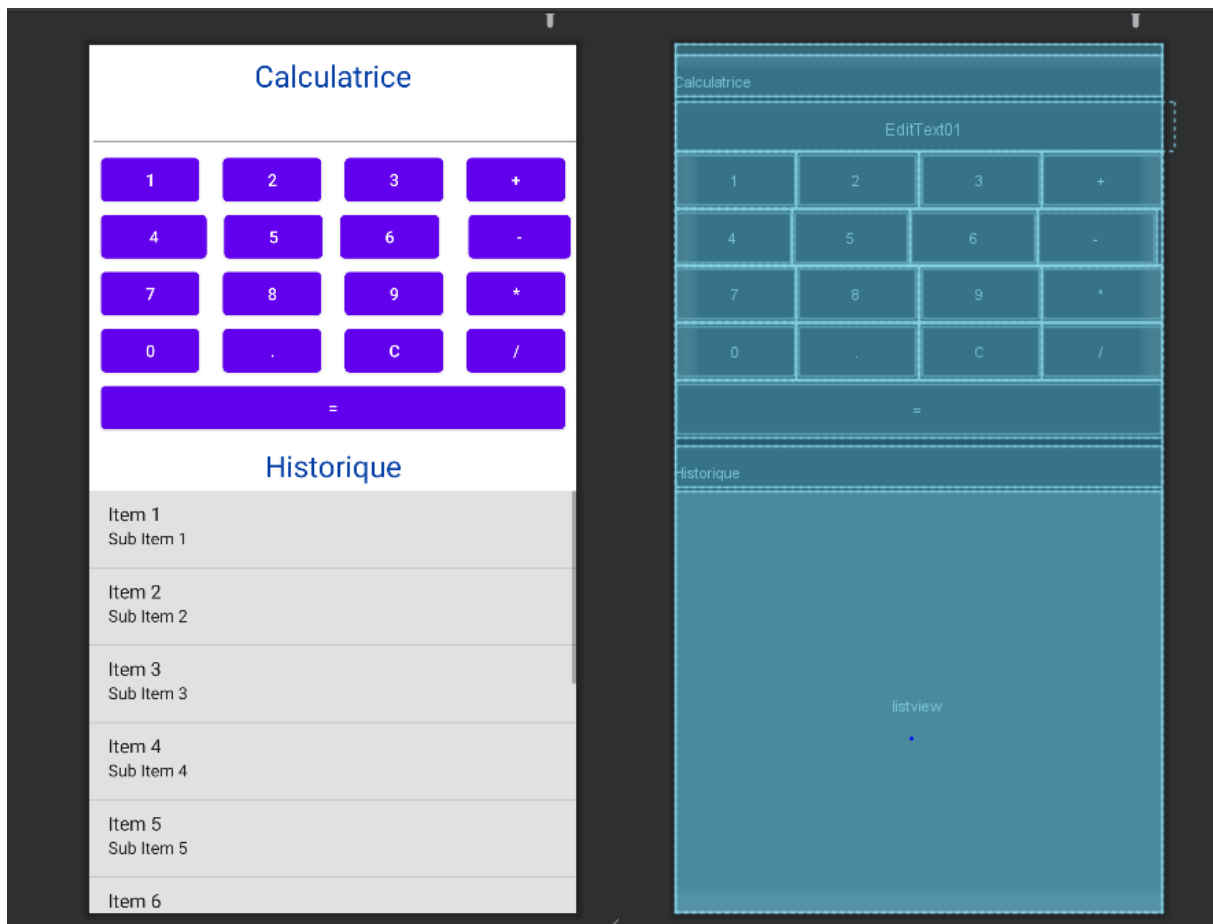 Calculatrice
1 2 3 +
4 5 6 -
7 8 9 *
0 . C /
=
Historique
Item 1
Sub Item 1
Item 2
Sub Item 2
Item 3
Sub Item 3
Item 4
Sub Item 4
Item 5
Sub Item 5
Item 6
Calculatrice
EditText01
1 2 3 +
4 5 6 -
7 8 9 *
0 . C /
=
Historique
listview